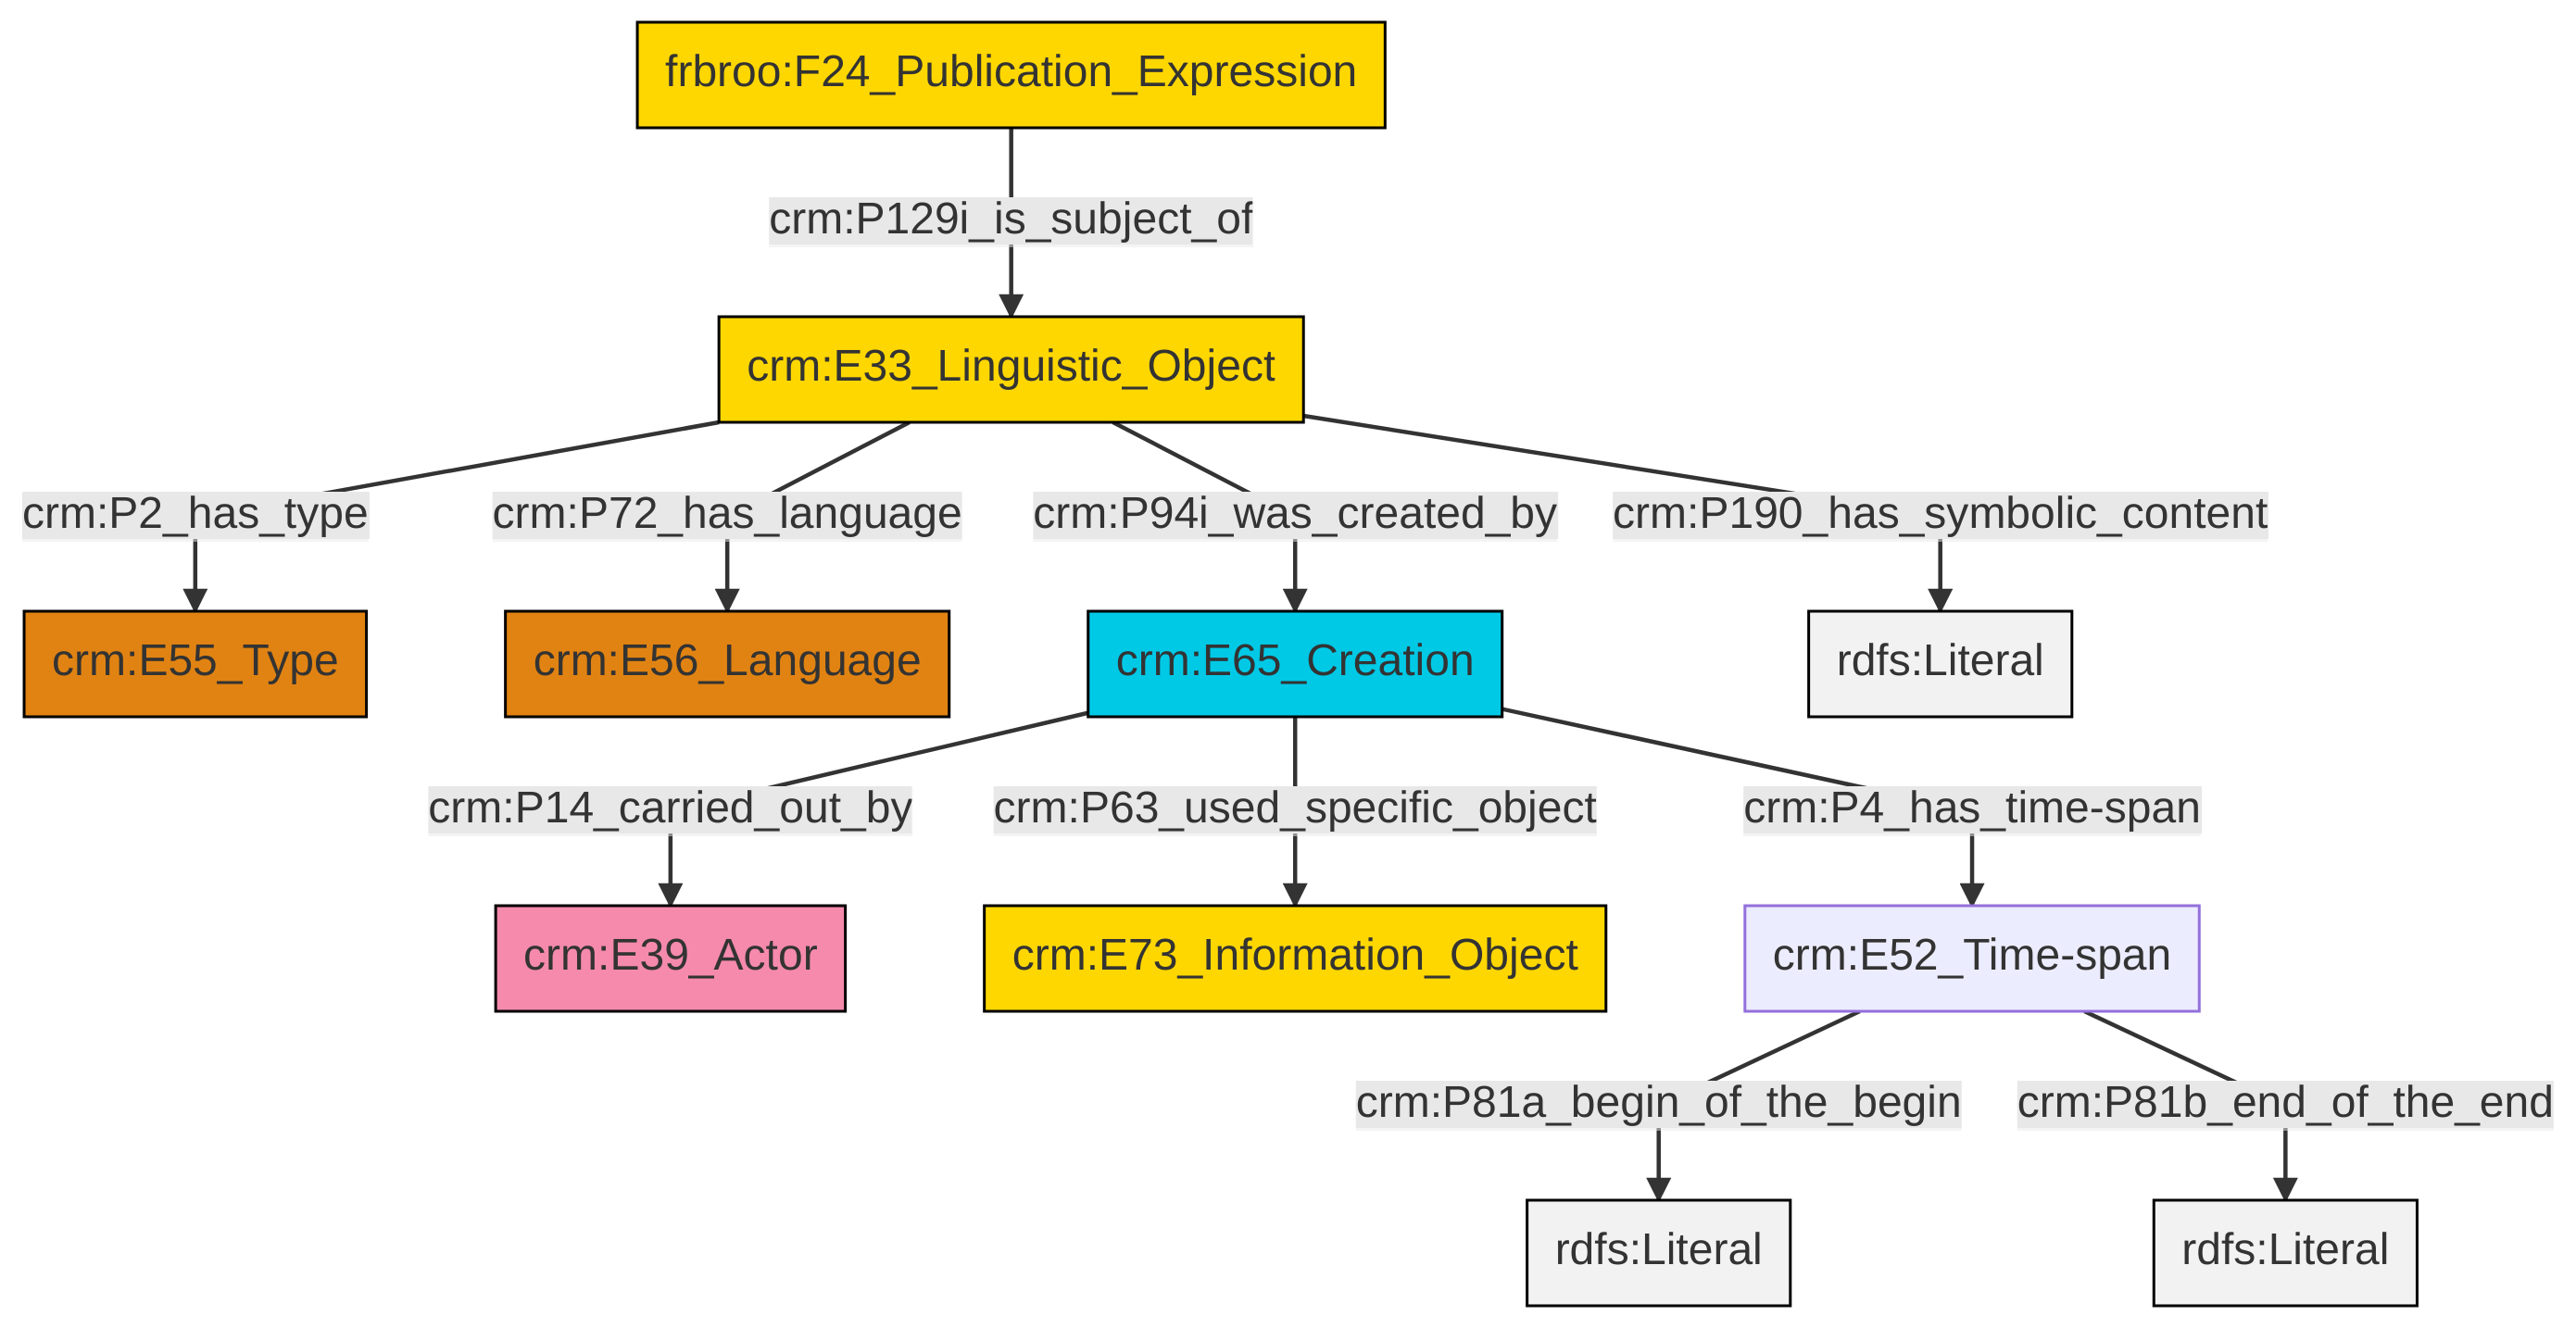 frbroo:F24_Publication_Expression
crm:P129i_is_subject_of
crm:E33_Linguistic_Object
crm:P2_has_type
crm:P72_has_language
crm:P94i_was_created_by
crm:P190_has_symbolic_content
crm:E55_Type
crm:E56_Language
crm:E65_Creation
rdfs:Literal
crm:P14_carried_out_by
crm:P63_used_specific_object
crm:P4_has_time-span
crm:E39_Actor
crm:E73_Information_Object
crm:E52_Time-span
crm:P81a_begin_of_the_begin
crm:P81b_end_of_the_end
rdfs:Literal
rdfs:Literal